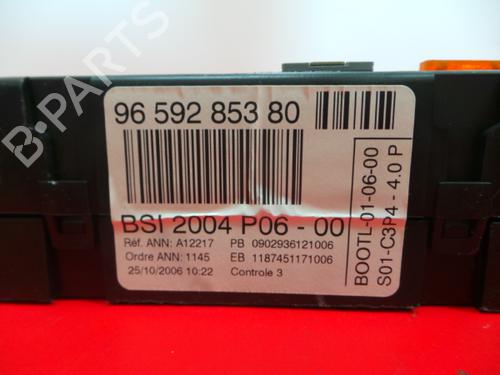 B-PARTS
96 592 853 80
BSI 2004 P06 - 00
Réf. ANN: A12217 PB 0902936121006
Ordre ANN: 1145 EB 1187451171006
25/10/2006 10:22 Controle 3
BOOTL-01-06-00
S01-C3P4 - 4.0 P